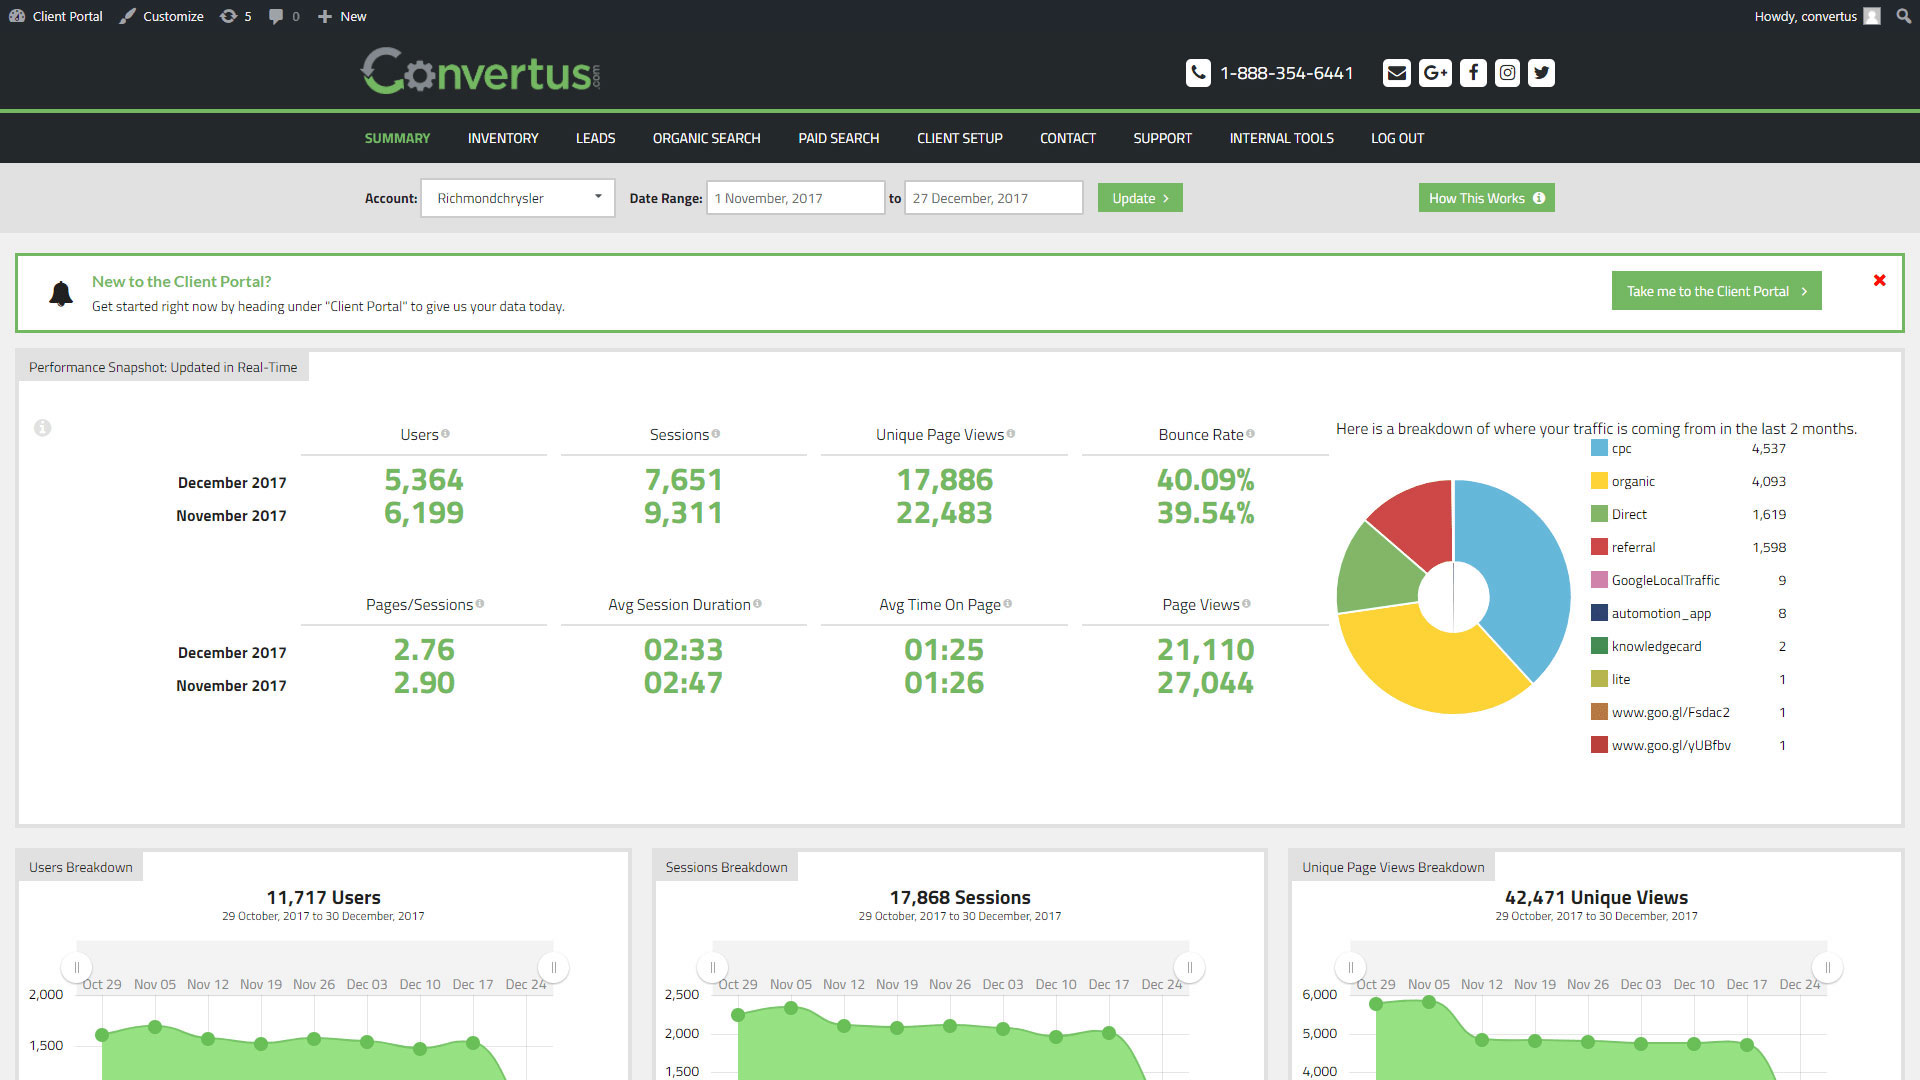 Client Portal Customize 5 0 New Howdy, convertus
Convertus.com 1-888-354-6441 G+
SUMMARY INVENTORY LEADS ORGANIC SEARCH PAID SEARCH CLIENT SETUP CONTACT SUPPORT INTERNAL TOOLS LOG OUT
Account: Richmondchrysler Date Range: 1 November, 2017 to 27 December, 2017 Update How This Works
New to the Client Portal?
Get started right now by heading under "Client Portal" to give us your data today.
Take me to the Client Portal
Performance Snapshot: Updated in Real-Time
Users Sessions Unique Page Views Bounce Rate
December 2017 5,364 7,651 17,886 40.09%
November 2017 6,199 9,311 22,483 39.54%
Pages/Sessions Avg Session Duration Avg Time On Page Page Views
December 2017 2.76 02:33 01:25 21,110
November 2017 2.90 02:47 01:26 27,044
Here is a breakdown of where your traffic is coming from in the last 2 months.
cpc 4,537
organic 4,093
Direct 1,619
referral 1,598
GoogleLocalTraffic 9
automotion_app 8
knowledgecard 2
lite 1
www.goo.gl/Fsdac2 1
www.goo.gl/yUBfbv 1
Users Breakdown
11,717 Users
29 October, 2017 to 30 December, 2017
Oct 29 Nov 05 Nov 12 Nov 19 Nov 26 Dec 03 Dec 10 Dec 17 Dec 24
2,000
1,500
Sessions Breakdown
17,868 Sessions
29 October, 2017 to 30 December, 2017
Oct 29 Nov 05 Nov 12 Nov 19 Nov 26 Dec 03 Dec 10 Dec 17 Dec 24
2,500
2,000
1,500
Unique Page Views Breakdown
42,471 Unique Views
29 October, 2017 to 30 December, 2017
Oct 29 Nov 05 Nov 12 Nov 19 Nov 26 Dec 03 Dec 10 Dec 17 Dec 24
6,000
5,000
4,000